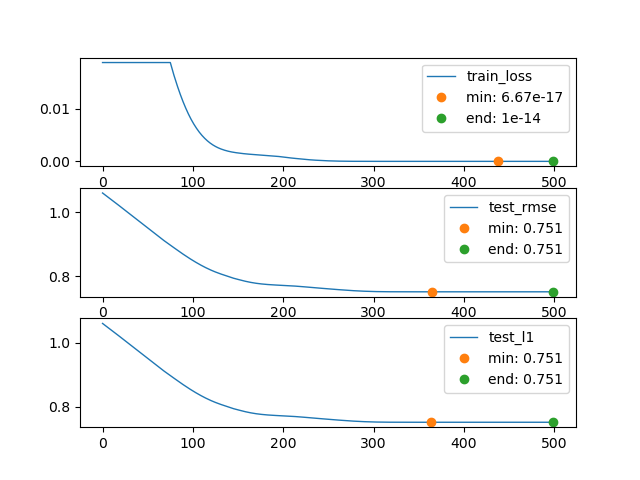 train_loss
min: 6.67e-17
end: 1e-14
0.01
0.00
0 100 200 300 400 500
test_rmse
min: 0.751
end: 0.751
1.0
0.8
0 100 200 300 400 500
test_l1
min: 0.751
end: 0.751
1.0
0.8
0 100 200 300 400 500